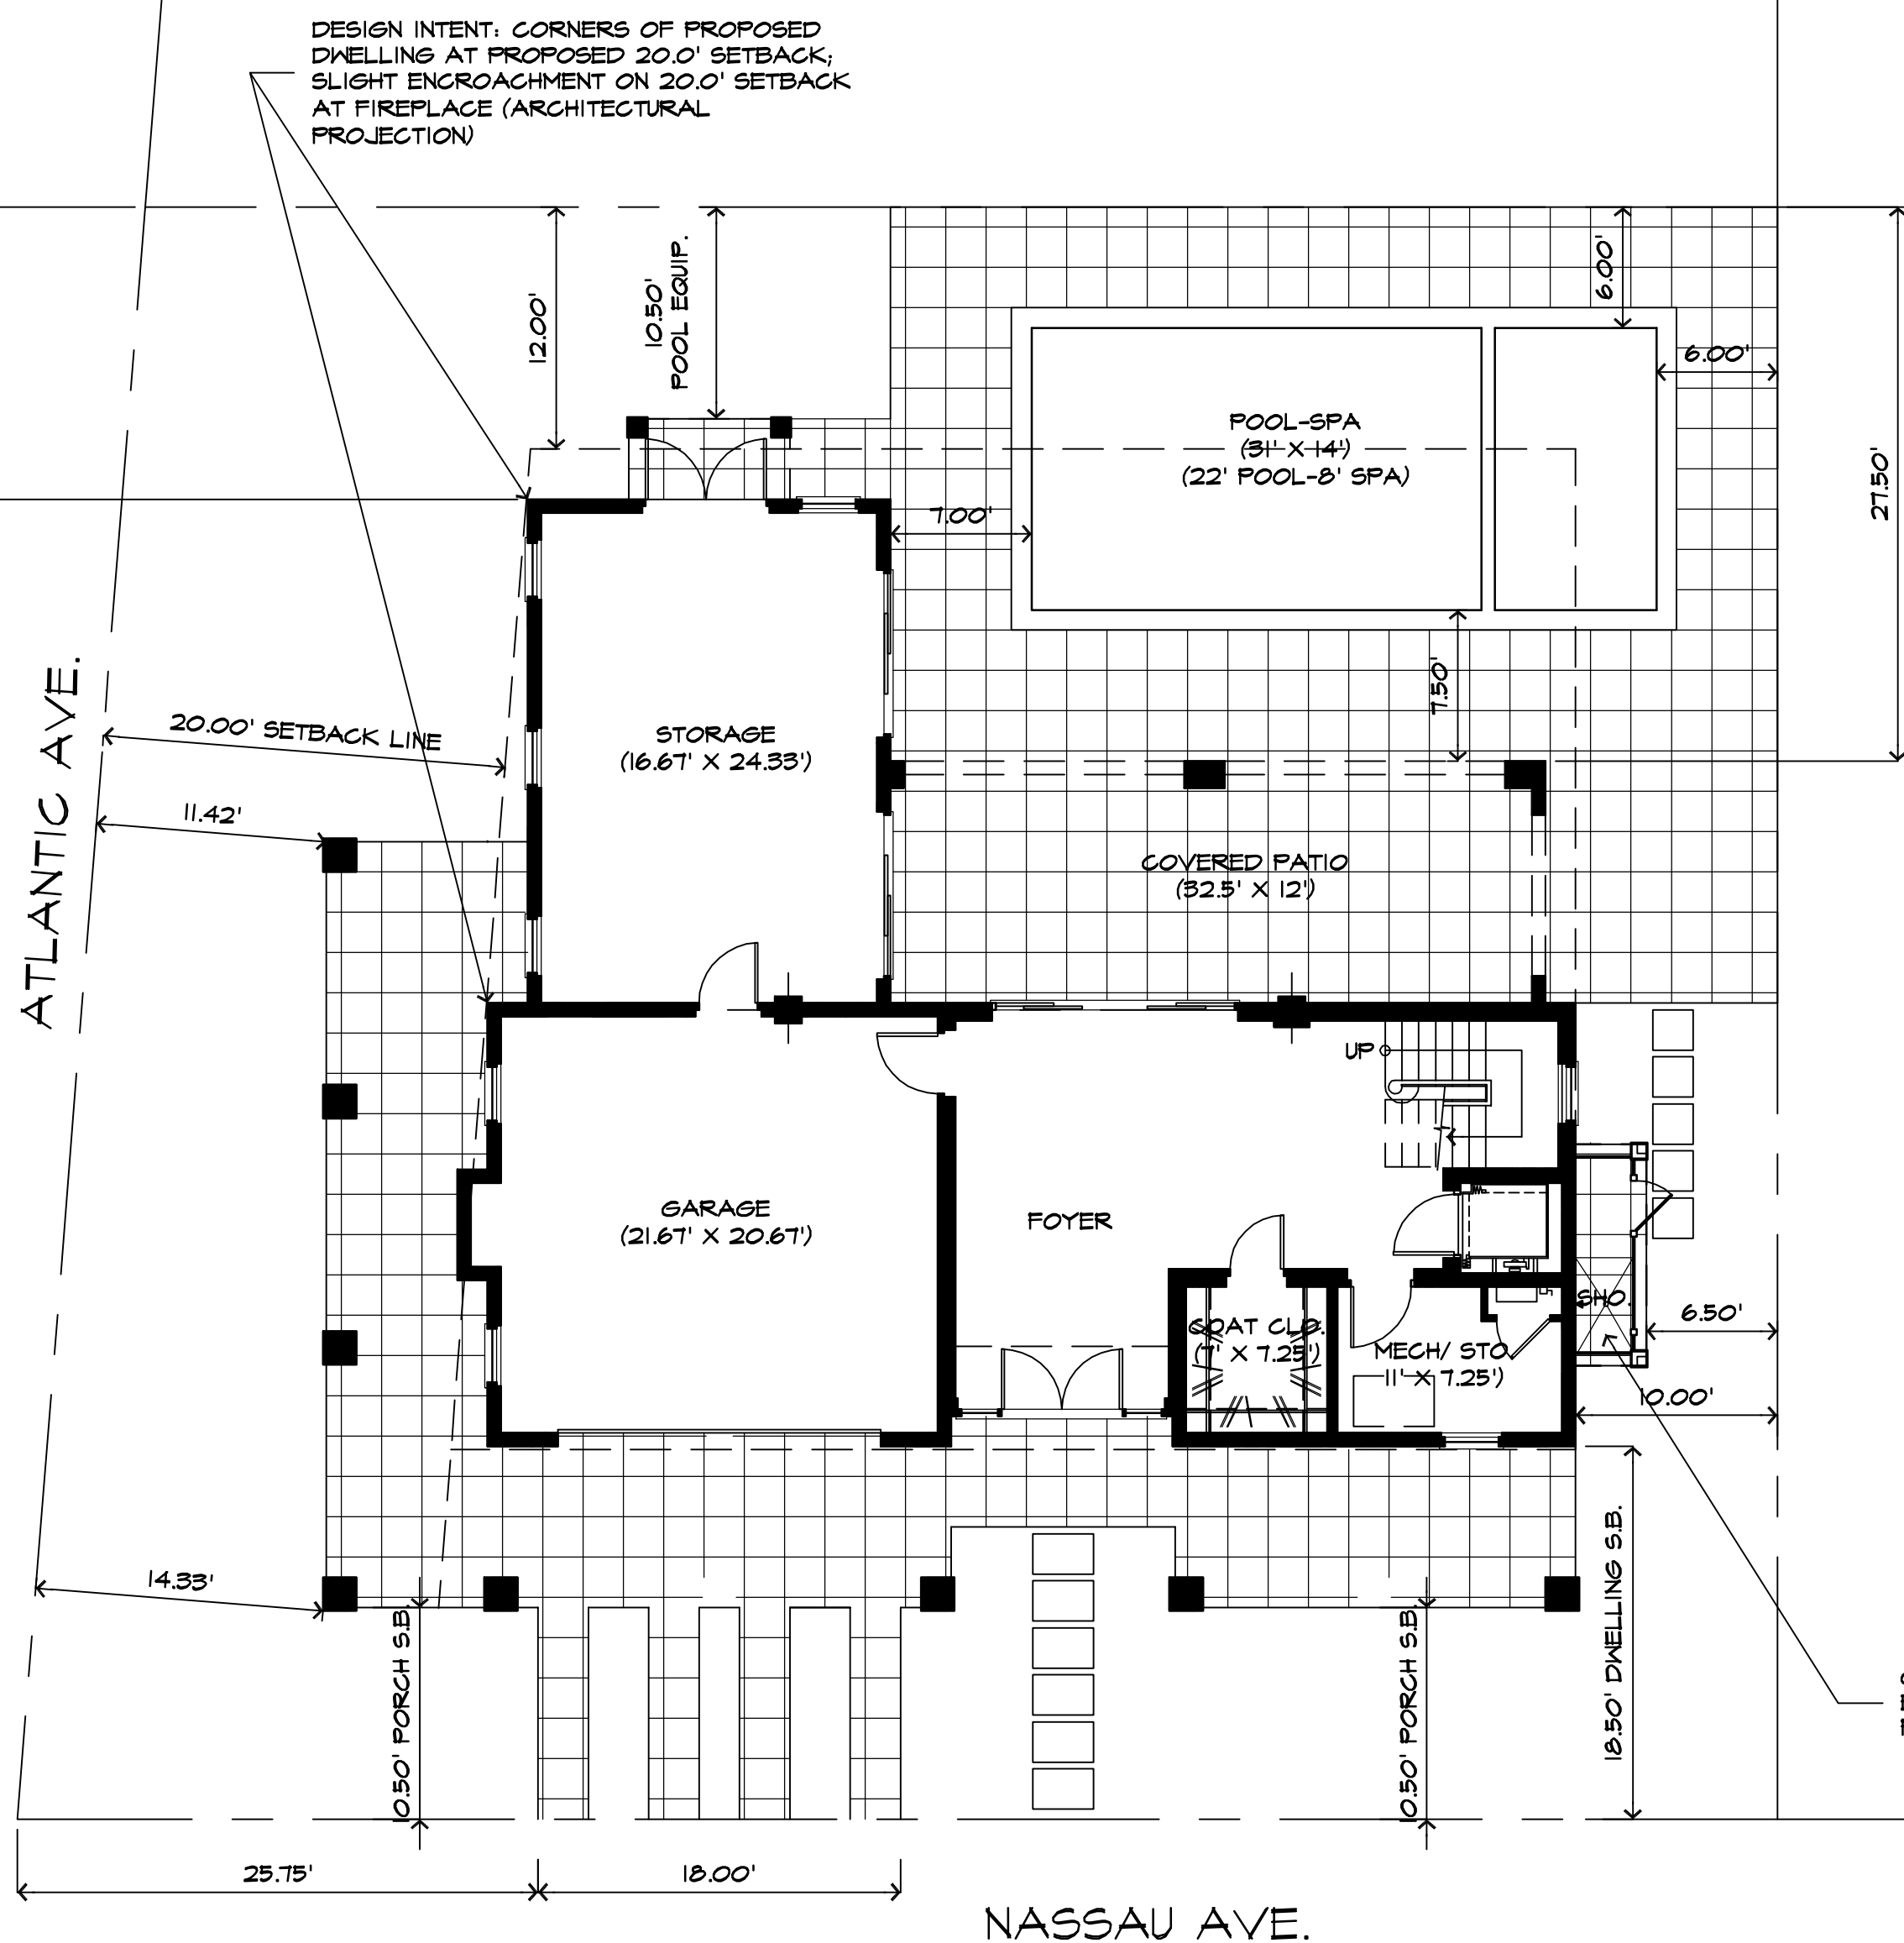 DESIGN INTENT: CORNERS OF PROPOSED
DWELLING AT PROPOSED 20.0' SETBACK;
SLIGHT ENCROACHMENT ON 20.0' SETBACK
AT FIREPLACE (ARCHITECTURAL
PROJECTION)
12.00'
10.50'
POOL EQUIP.
6.00'
6.00'
POOL-SPA
(31' X 14')
(22' POOL-8' SPA)
27.50'
7.00'
7.50'
ATLANTIC AVE.
20.00' SETBACK LINE
STORAGE
(16.67' X 24.33')
11.42'
COVERED PATIO
(32.5' X 12')
UP
GARAGE
(21.67' X 20.67')
FOYER
SHO.
6.50'
COAT CLO.
(7' X 7.25')
MECH/ STO
11' X 7.25')
10.00'
14.33'
10.50' PORCH S.B.
10.50' PORCH S.B.
18.50' DWELLING S.B.
25.75'
18.00'
NASSAU AVE.